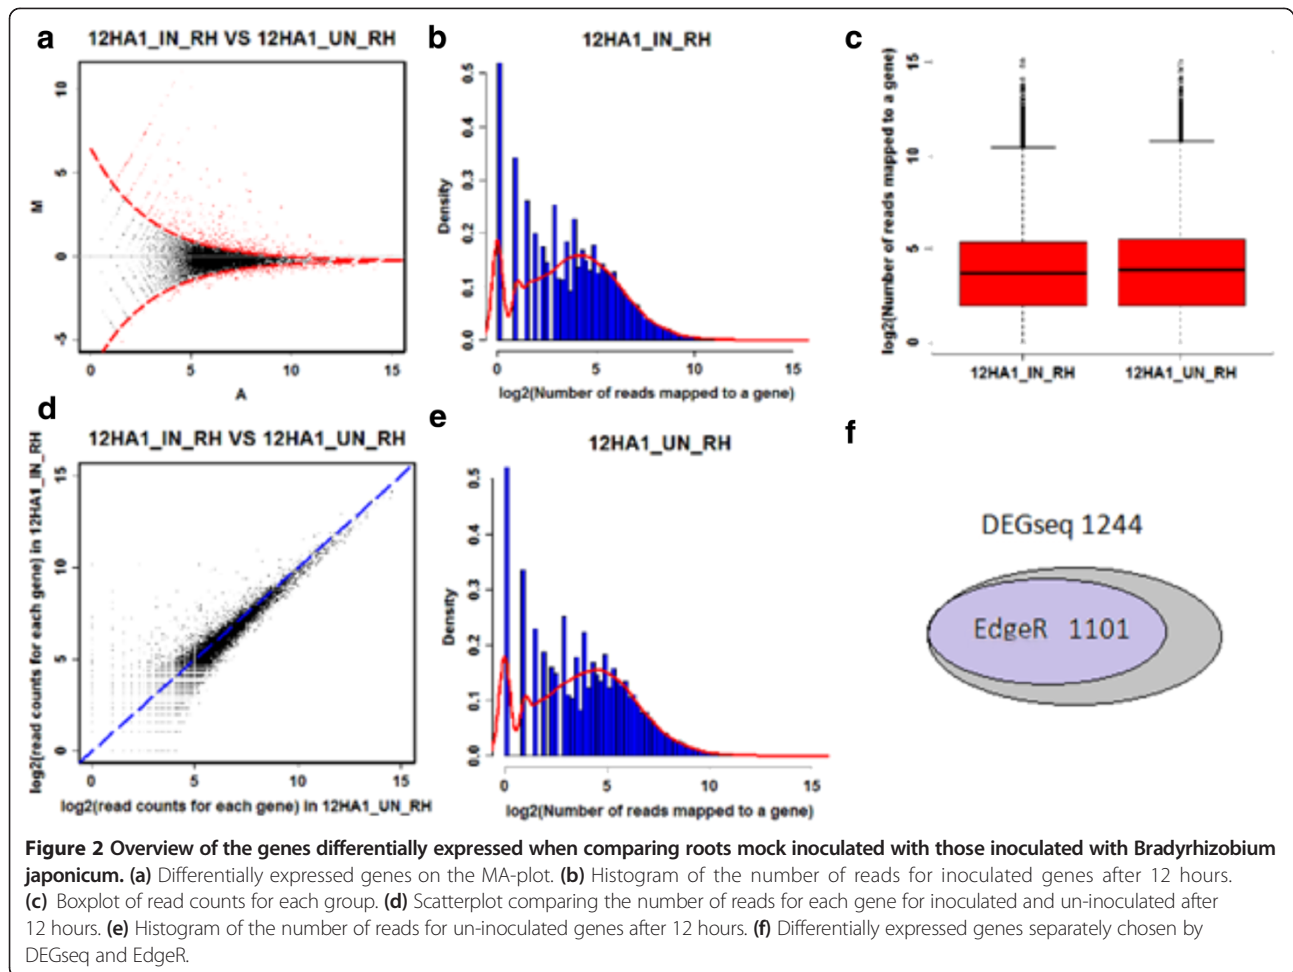 a
12HA1_IN_RH VS 12HA1_UN_RH
M
10
5
0
-5
0 5 10 15
A
b
12HA1_IN_RH
Density
0.5
0.4
0.3
0.2
0.1
0.0
0 5 10 15
log2(Number of reads mapped to a gene)
c
log2(Number of reads mapped to a gene)
15
10
5
0
12HA1_IN_RH 12HA1_UN_RH
d
12HA1_IN_RH VS 12HA1_UN_RH
log2(read counts for each gene) in 12HA1_IN_RH
15
10
5
0
0 5 10 15
log2(read counts for each gene) in 12HA1_UN_RH
e
12HA1_UN_RH
Density
0.5
0.4
0.3
0.2
0.1
0.0
0 5 10 15
log2(Number of reads mapped to a gene)
f
DEGseq 1244
EdgeR 1101
Figure 2 Overview of the genes differentially expressed when comparing roots mock inoculated with those inoculated with Bradyrhizobium
japonicum. (a) Differentially expressed genes on the MA-plot. (b) Histogram of the number of reads for inoculated genes after 12 hours.
(c) Boxplot of read counts for each group. (d) Scatterplot comparing the number of reads for each gene for inoculated and un-inoculated after
12 hours. (e) Histogram of the number of reads for un-inoculated genes after 12 hours. (f) Differentially expressed genes separately chosen by
DEGseq and EdgeR.